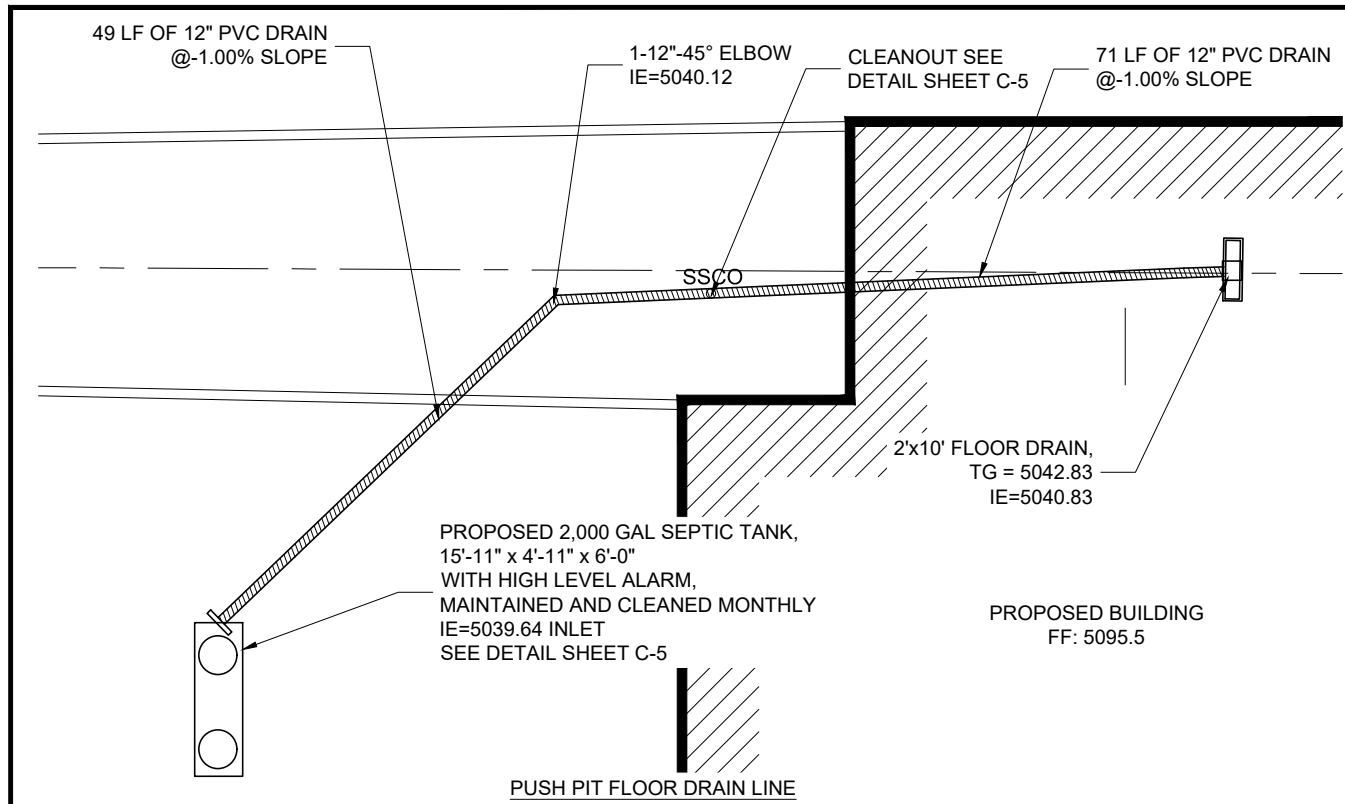 49 LF OF 12" PVC DRAIN
@-1.00% SLOPE
1-12"-45° ELBOW
IE=5040.12
CLEANOUT SEE
DETAIL SHEET C-5
71 LF OF 12" PVC DRAIN
@-1.00% SLOPE
SSCO
2'x10' FLOOR DRAIN,
TG = 5042.83
IE=5040.83
PROPOSED 2,000 GAL SEPTIC TANK,
15'-11" x 4'-11" x 6'-0"
WITH HIGH LEVEL ALARM,
MAINTAINED AND CLEANED MONTHLY
IE=5039.64 INLET
SEE DETAIL SHEET C-5
PROPOSED BUILDING
FF: 5095.5
PUSH PIT FLOOR DRAIN LINE